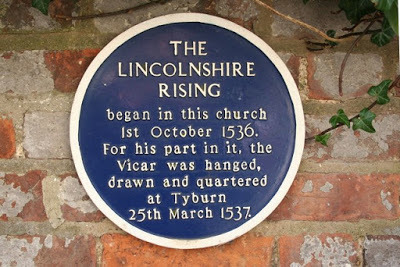 THE
LINCOLNSHIRE
RISING
began in this church
1st October 1536.
For his part in it, the
Vicar was hanged,
drawn and quartered
at Tyburn
25th March 1537.